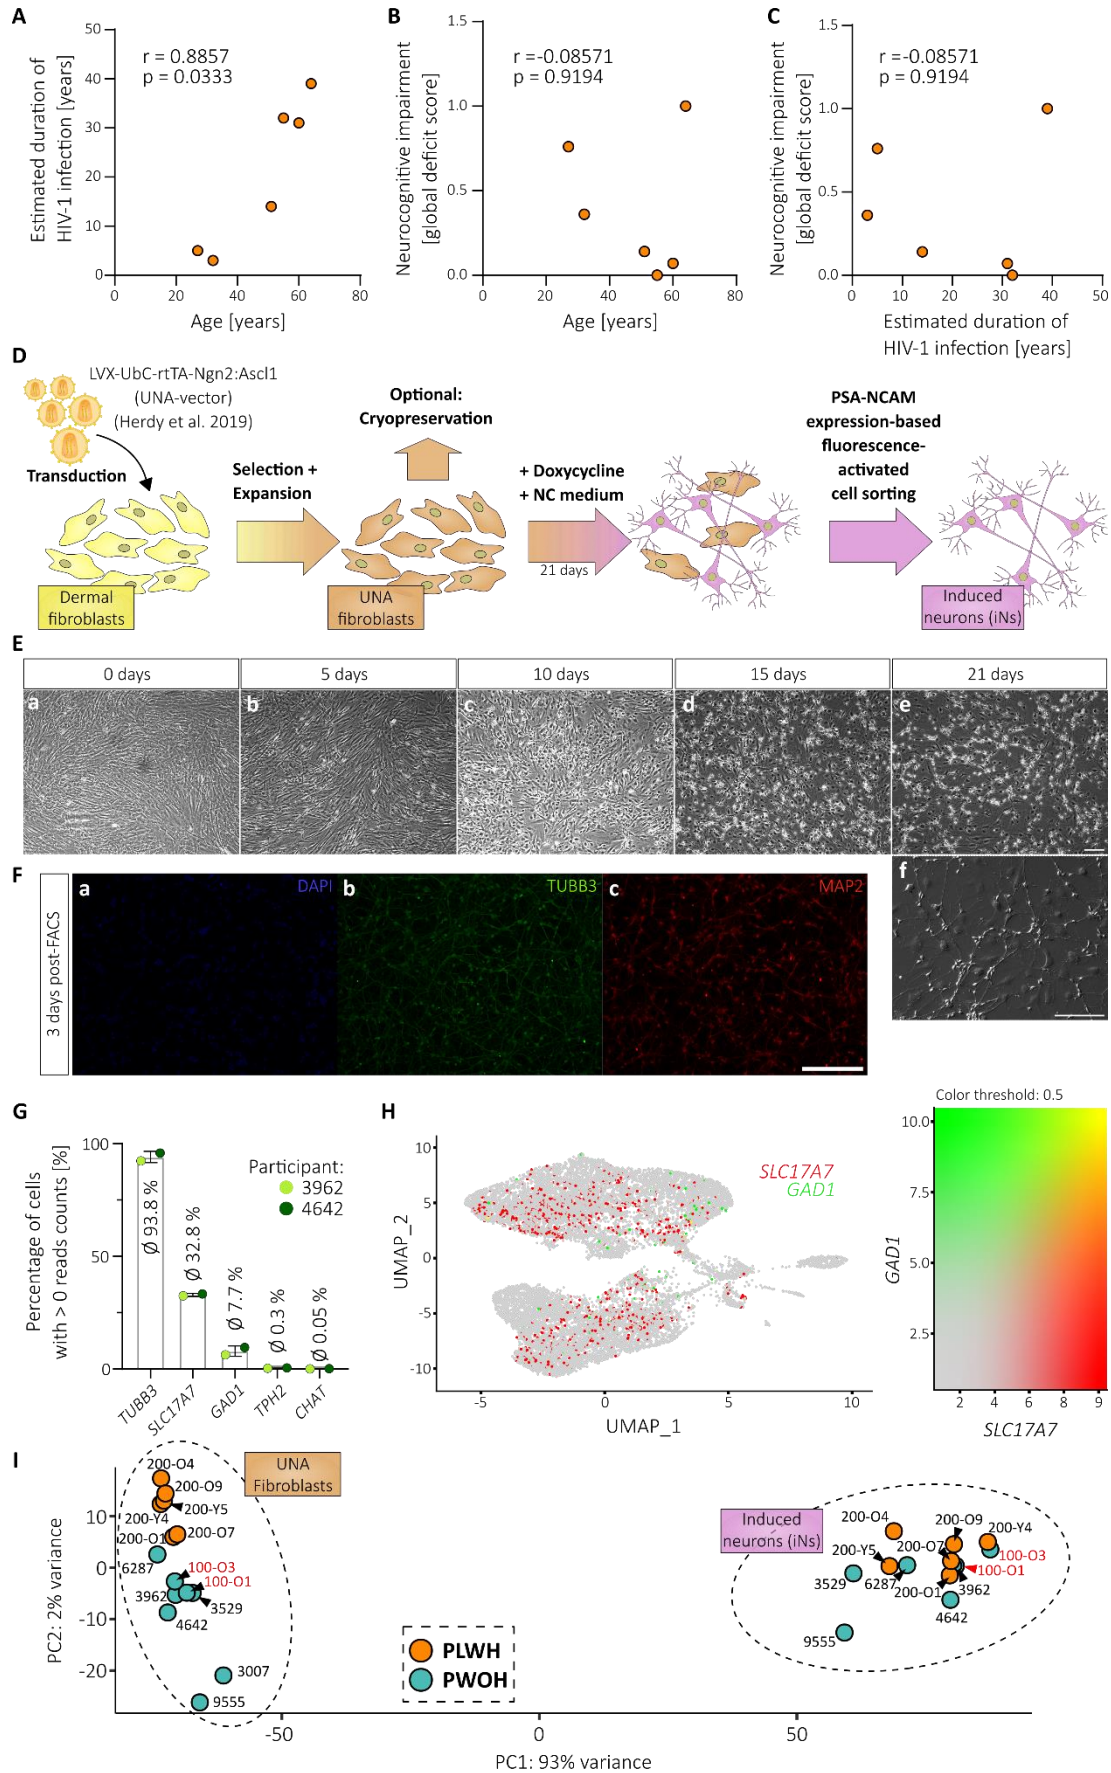 A
50
40
30
20
10
0
r = 0.8857
p = 0.0333
Estimated duration of
HIV-1 infection [years]
0 20 40 60 80
Age [years]
B
1.5
1.0
0.5
0.0
r =-0.08571
p = 0.9194
Neurocognitive impairment
[global deficit score]
0 20 40 60 80
Age [years]
C
1.5
1.0
0.5
0.0
r =-0.08571
p = 0.9194
Neurocognitive impairment
[global deficit score]
0 10 20 30 40 50
Estimated duration of
HIV-1 infection [years]
D
LVX-UbC-rtTA-Ngn2:Ascl1
(UNA-vector)
(Herdy et al. 2019)
Transduction
Dermal
fibroblasts
Selection +
Expansion
Optional:
Cryopreservation
UNA
fibroblasts
+ Doxycycline
+ NC medium
21 days
PSA-NCAM
expression-based
fluorescence-
activated
cell sorting
Induced
neurons (iNs)
E
0 days
5 days
10 days
15 days
21 days
a
b
c
d
e
f
F
3 days post-FACS
a
DAPI
b
TUBB3
c
MAP2
G
Percentage of cells
with > 0 reads counts [%]
100
50
0
Ø 93.8 %
Ø 32.8 %
Ø 7.7 %
Ø 0.3 %
Ø 0.05 %
Participant:
3962
4642
TUBB3
SLC17A7
GAD1
TPH2
CHAT
H
10
5
0
-5
-10
UMAP_2
SLC17A7
GAD1
-5 0 5 10
UMAP_1
Color threshold: 0.5
10.0
7.5
5.0
2.5
GAD1
2 4 6 8 9
SLC17A7
I
10
0
-10
-20
PC2: 2% variance
200-O4
200-O9
200-Y5
200-Y4
200-O1
200-O7
6287
100-O3
100-O1
3962
3529
4642
3007
9555
UNA
Fibroblasts
PLWH
PWOH
Induced
neurons (iNs)
200-O4
200-O9
200-Y4
200-O7
200-Y5
100-O3
100-O1
3529
6287
200-O1
3962
4642
9555
-50 0 50
PC1: 93% variance